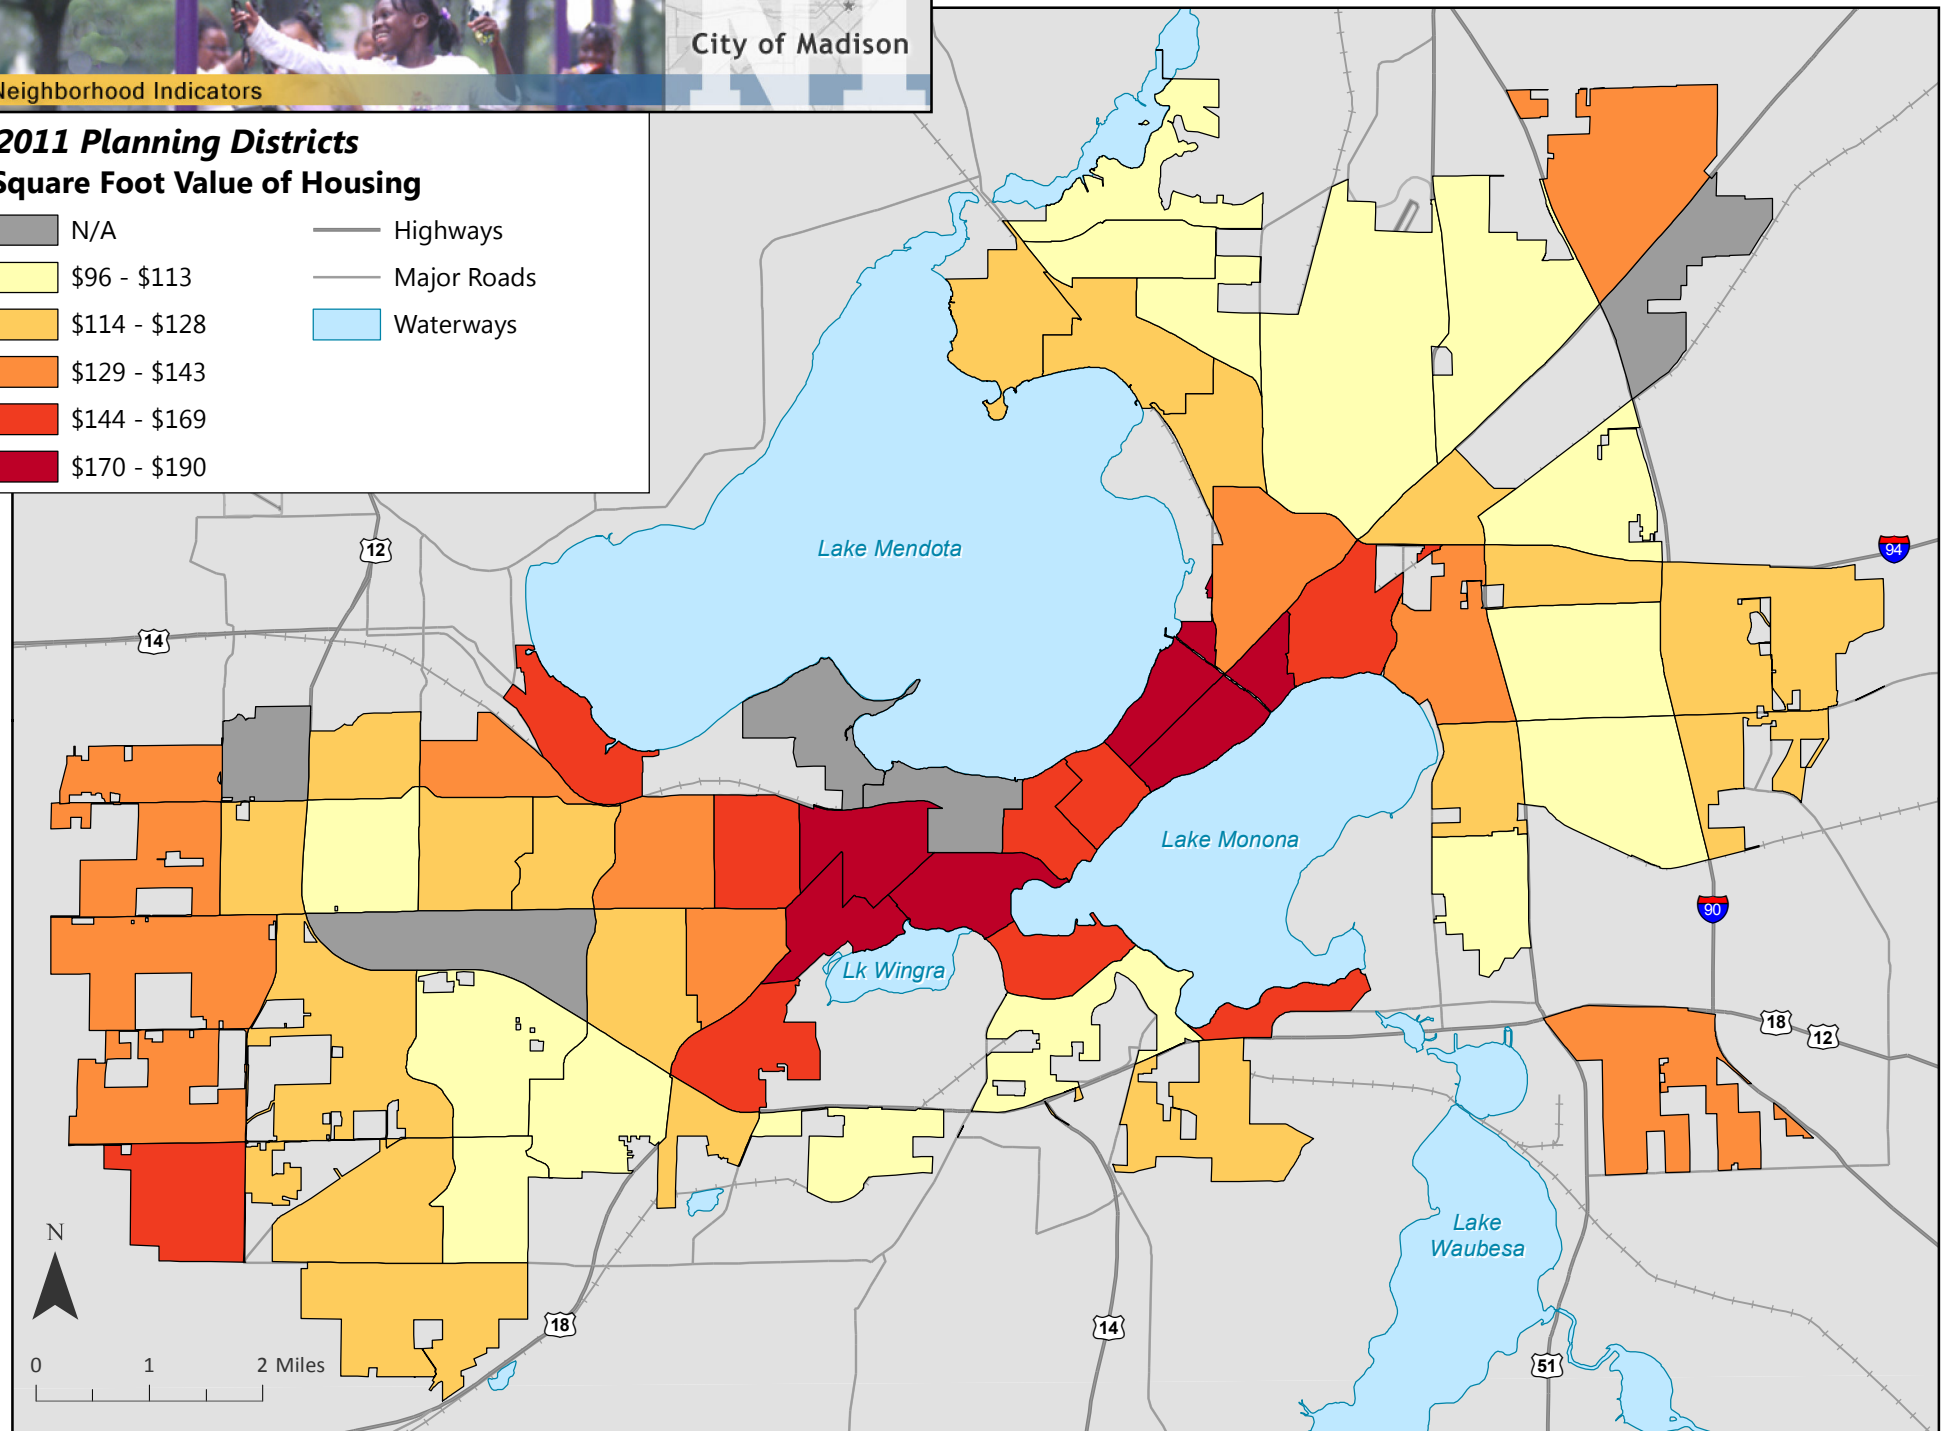 City of Madison
Neighborhood Indicators
2011 Planning Districts
Square Foot Value of Housing
N/A
$96 - $113
$114 - $128
$129 - $143
$144 - $169
$170 - $190
Highways
Major Roads
Waterways
12
14
Lake Mendota
94
Lake Monona
90
Lk Wingra
18
12
Lake
Waubesa
N
0 1 2 Miles
18
14
51